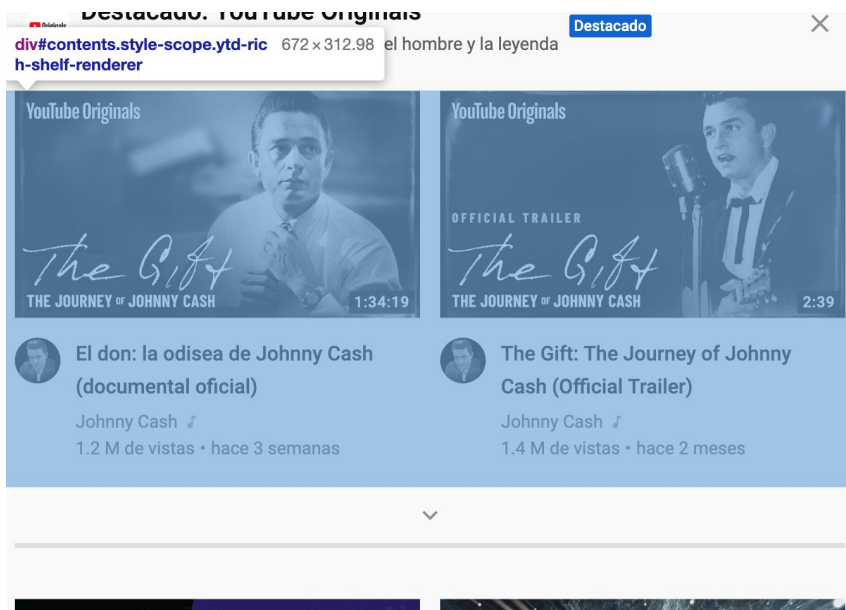 Destacado: YouTube Originals
Destacado
div#contents.style-scope.ytd-ric
h-shelf-renderer
672 × 312.98
el hombre y la leyenda
YouTube Originals
The Gift
THE JOURNEY OF JOHNNY CASH
1:34:19
YouTube Originals
OFFICIAL TRAILER
The Gift
THE JOURNEY OF JOHNNY CASH
2:39
El don: la odisea de Johnny Cash
(documental oficial)
Johnny Cash
1.2 M de vistas • hace 3 semanas
The Gift: The Journey of Johnny
Cash (Official Trailer)
Johnny Cash
1.4 M de vistas • hace 2 meses